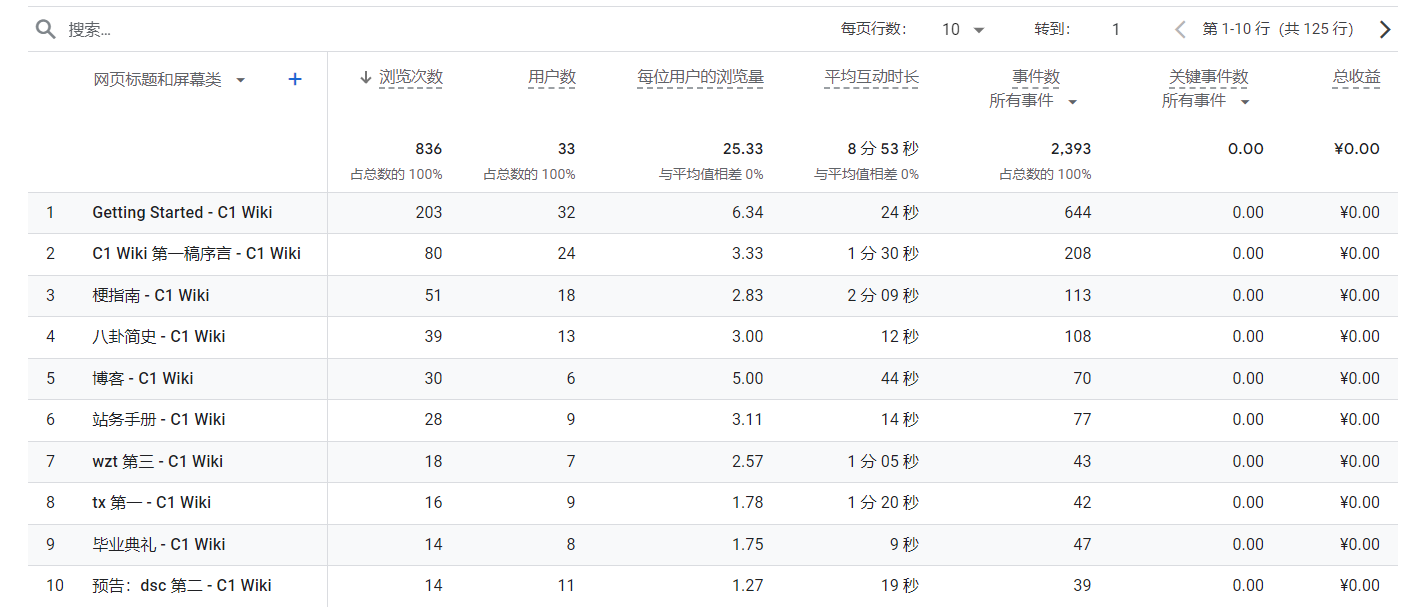 搜索... 每页行数： 10 转到： 1 第 1-10 行（共 125 行）
网页标题和屏幕类 + ↓ 浏览次数 用户数 每位用户的浏览量 平均互动时长 事件数 关键事件数 总收益
所有事件 所有事件
836 33 25.33 8 分 53 秒 2,393 0.00 ¥0.00
占总数的 100% 占总数的 100% 与平均值相差 0% 与平均值相差 0% 占总数的 100%
1 Getting Started - C1 Wiki 203 32 6.34 24 秒 644 0.00 ¥0.00
2 C1 Wiki 第一稿序言 - C1 Wiki 80 24 3.33 1 分 30 秒 208 0.00 ¥0.00
3 梗指南 - C1 Wiki 51 18 2.83 2 分 09 秒 113 0.00 ¥0.00
4 八卦简史 - C1 Wiki 39 13 3.00 12 秒 108 0.00 ¥0.00
5 博客 - C1 Wiki 30 6 5.00 44 秒 70 0.00 ¥0.00
6 站务手册 - C1 Wiki 28 9 3.11 14 秒 77 0.00 ¥0.00
7 wzt 第三 - C1 Wiki 18 7 2.57 1 分 05 秒 43 0.00 ¥0.00
8 tx 第一 - C1 Wiki 16 9 1.78 1 分 20 秒 42 0.00 ¥0.00
9 毕业典礼 - C1 Wiki 14 8 1.75 9 秒 47 0.00 ¥0.00
10 预告：dsc 第二 - C1 Wiki 14 11 1.27 19 秒 39 0.00 ¥0.00